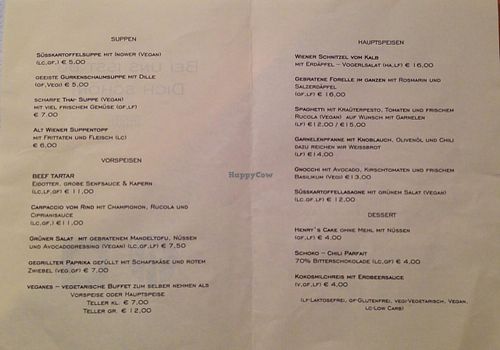 SUPPEN
SÜSSKARTOFFELSUPPE MIT INGWER (VEGAN)
(LC,GF,) € 5,00
GEEISTE GURKENSCHAUMSUPPE MIT DILLE
(GF,VEG) € 5,00
SCHARFE THAI SUPPE (VEGAN)
MIT VIEL FRISCHEM GEMÜSE (GF,LF)
€ 7,00
ALT WIENER SUPPENTOPF
MIT FRITTATEN UND FLEISCH (LC)
€ 6,00
VORSPEISEN
BEEF TARTAR
EIDOTTER, GROBE SENFSAUCE & KAPERN
(LC,LF,GF) € 11,00
CARPACCIO VOM RIND MIT CHAMPIGNON, RUCOLA UND
CIPRIANISAUCE
(LC,GF,) € 11,00
GRÜNER SALAT MIT GEBRATENEM MANDELTOFU, NÜSSEN
UND AVOCADODRESSING (VEGAN) (LC,GF,LF) € 7,50
GEGRILLTER PAPRIKA GEFÜLLT MIT SCHAFSKÄSE UND ROTEM
ZWIEBEL (VEG,GF) € 7,00
VEGANES – VEGETARISCHE BUFFET ZUM SELBER NEHMEN ALS
VORSPEISE ODER HAUPTSPEISE
TELLER KL. € 7,00
TELLER GR. € 12,00
HAUPTSPEISEN
WIENER SCHNITZEL VOM KALB
MIT ERDÄPFEL - VOGERLSALAT (HA,LF) € 16,00
GEBRATENE FORELLE IM GANZEN MIT ROSMARIN UND
SALZERDÄPFEL
(GF,LF) € 16,00
SPAGHETTI MIT KRÄUTERPESTO, TOMATEN UND FRISCHEM
RUCOLA (VEGAN) AUF WUNSCH MIT GARNELEN
(LF) €12,00 / €15,00
GARNELENPFANNE MIT KNOBLAUCH, OLIVENÖL UND CHILI
DAZU REICHEN WIR WEISSBROT
(LF) €14,00
GNOCCHI MIT AVOCADO, KIRSCHTOMATEN UND FRISCHEM
BASILIKUM (VEG) €13,00
SÜSSKARTOFFELLASAGNE MIT GRÜNEM SALAT (VEGAN)
(LC,GF,LF) € 12,00
DESSERT
HENRY´S CAKE OHNE MEHL MIT NÜSSEN
(GF,LF) € 4,00
SCHOKO – CHILI PARFAIT
70% BITTERSCHOKOLADE (LC,GF) € 4,00
KOKOSMILCHREIS MIT ERDBEERSAUCE
(V,GF,LF) € 4,00
(LF-LAKTOSEFREI, GF-GLUTENFREI, VEG-VEGETARISCH, VEGAN,
LC-LOW CARB)
HappyCow